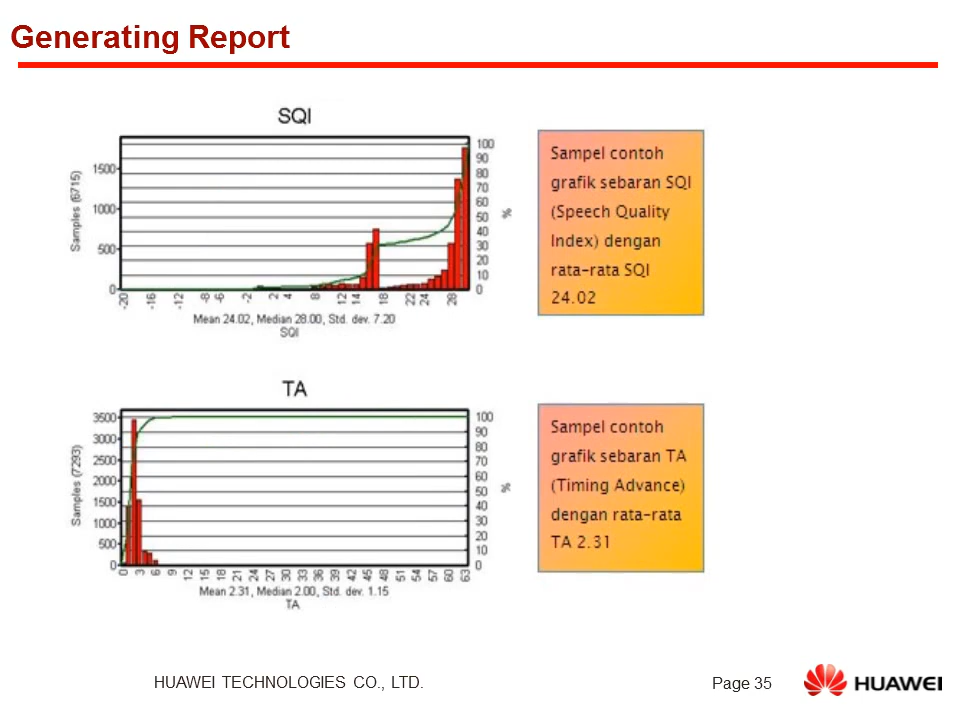 Generating Report
SQI
Samples (6715)
1500
1000
500
0
100
90
80
70
60
50
40
30
20
10
0
%
-20 -16 -12 -8 -6 -2 2 4 8 12 14 18 22 24 28
Mean 24.02, Median 28.00, Std. dev. 7.20
SQI
Sampel contoh
grafik sebaran SQI
(Speech Quality
Index) dengan
rata-rata SQI
24.02
TA
Samples (7293)
3500
3000
2500
2000
1500
1000
500
0
100
90
80
70
60
50
40
30
20
10
0
%
0 3 6 9 12 15 18 21 24 27 30 33 36 39 42 45 48 51 54 57 60 63
Mean 2.31, Median 2.00, Std. dev. 1.15
TA
Sampel contoh
grafik sebaran TA
(Timing Advance)
dengan rata-rata
TA 2.31
HUAWEI TECHNOLOGIES CO., LTD.
Page 35
HUAWEI